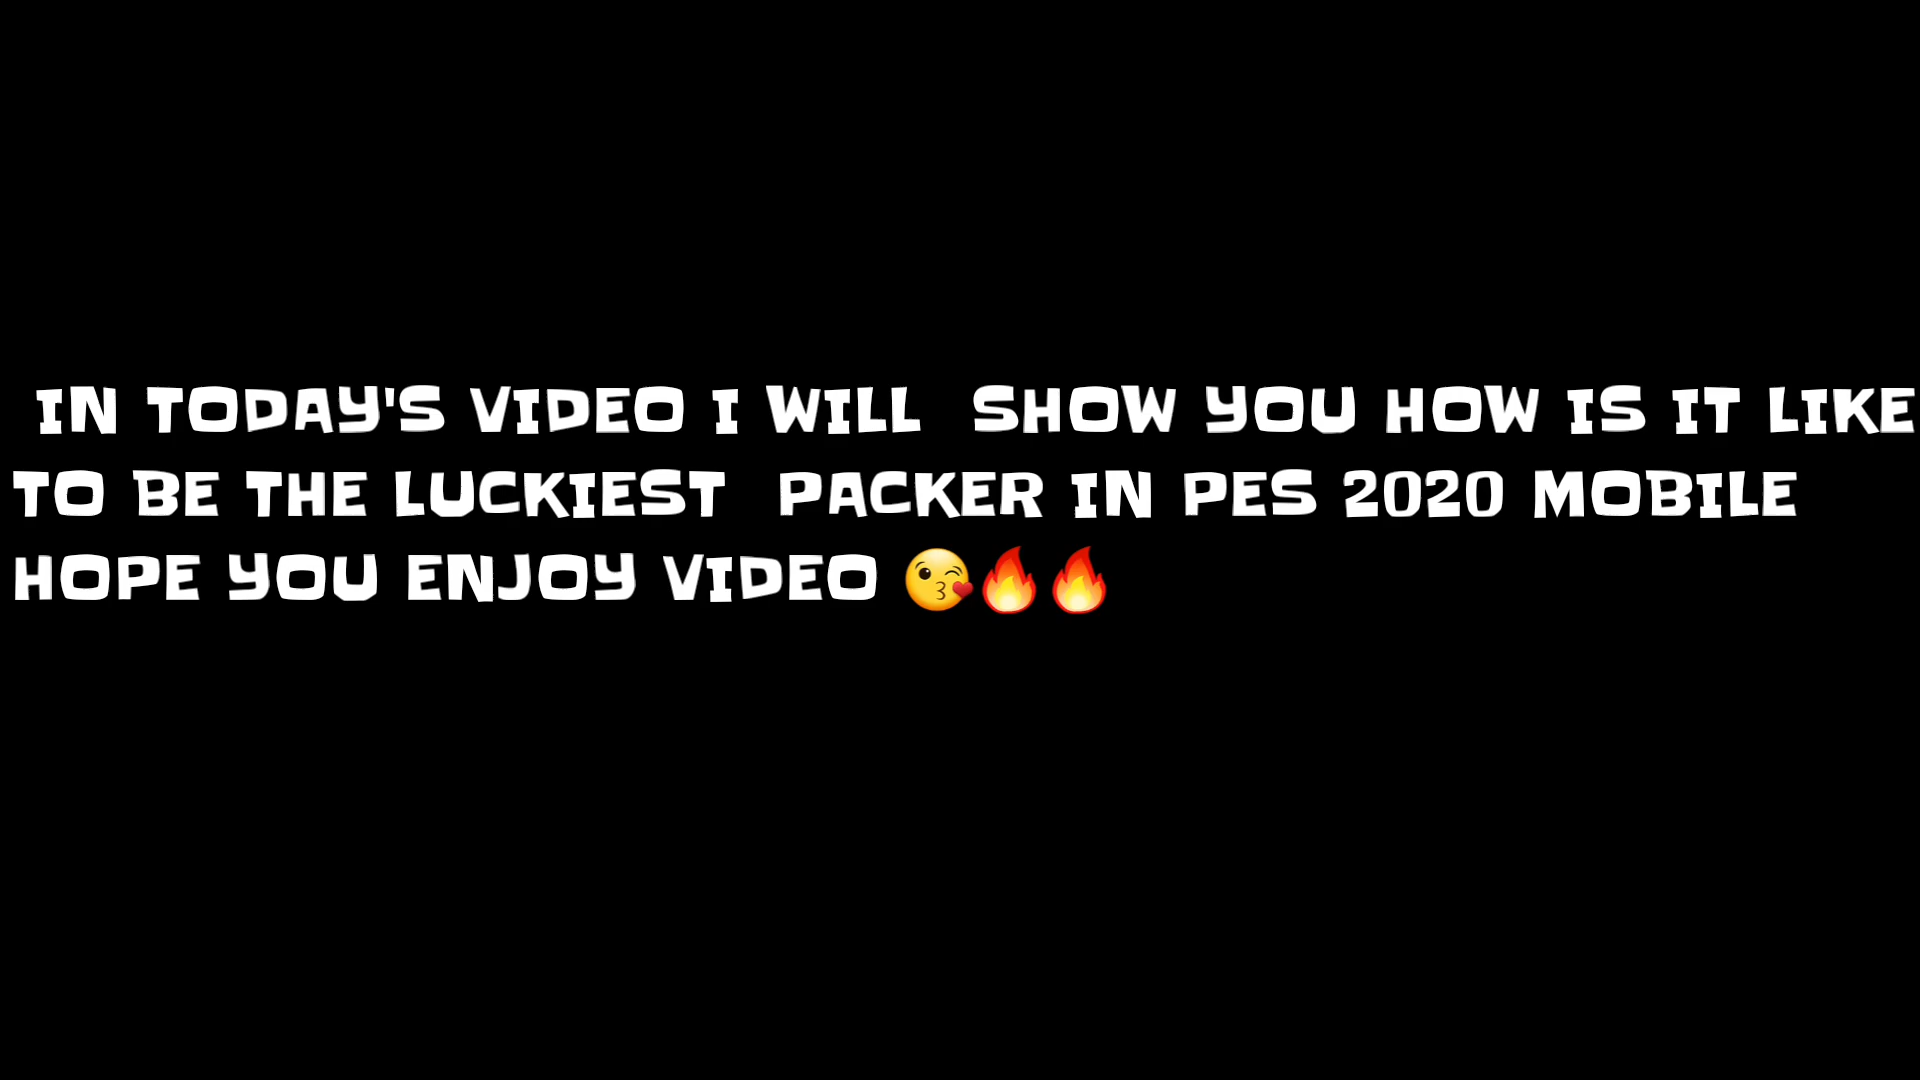 IN TODAY'S VIDEO I WILL SHOW YOU HOW IS IT LIKE
TO BE THE LUCKIEST PACKER IN PES 2020 MOBILE
HOPE YOU ENJOY VIDEO 😘🔥🔥